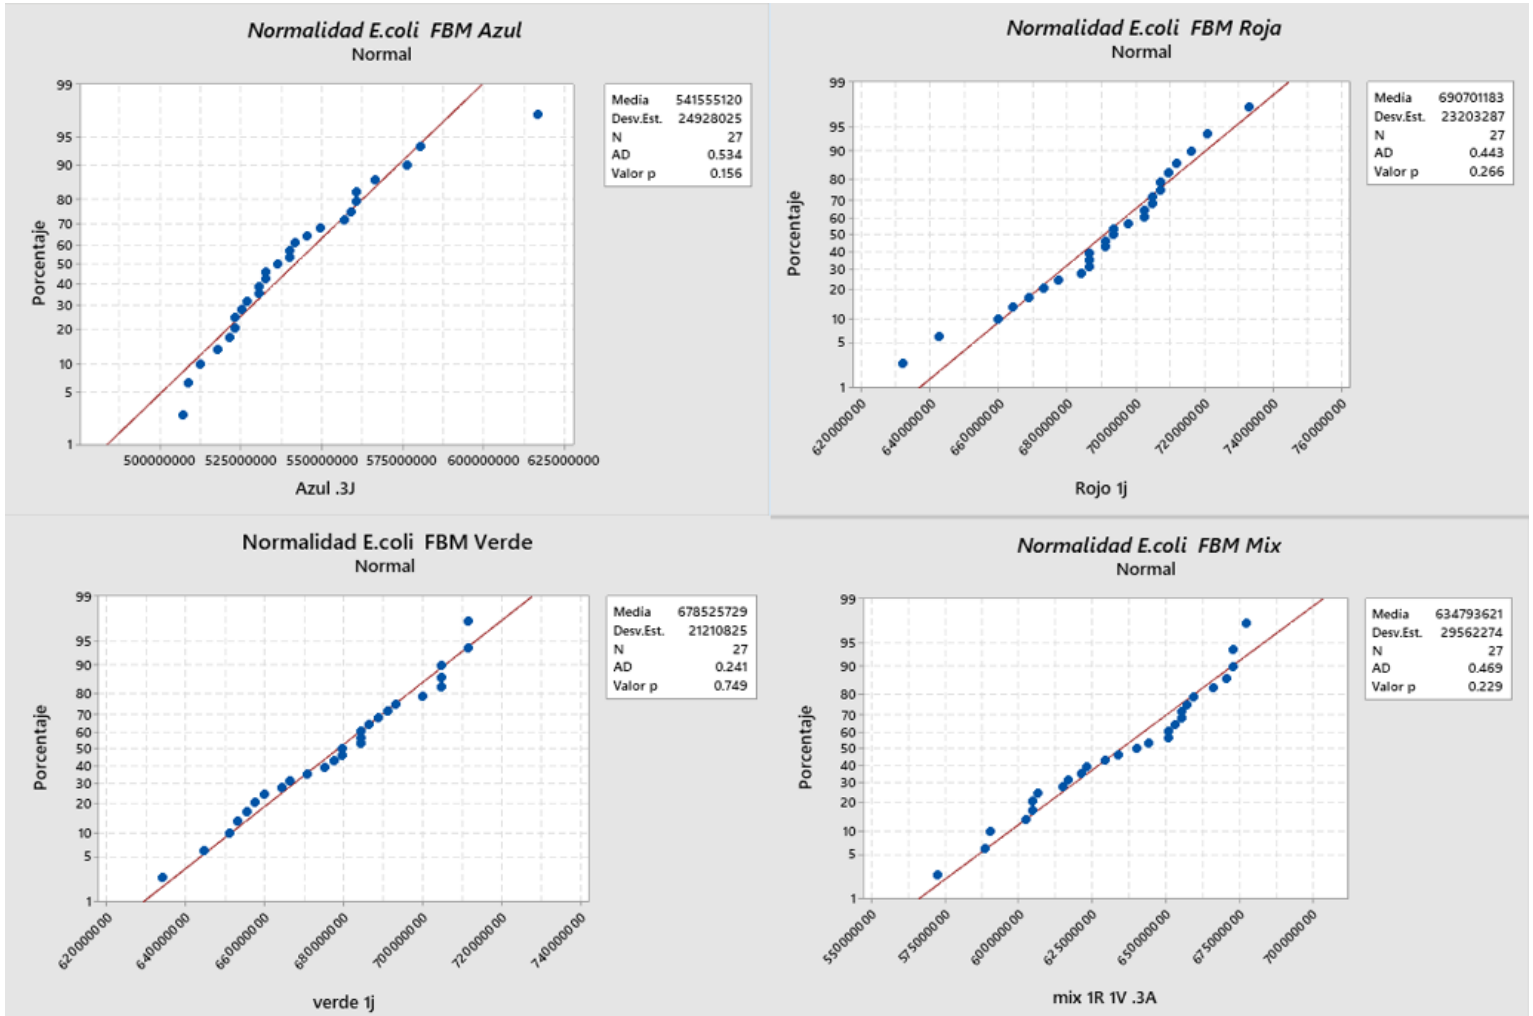 Normalidad E.coli FBM Azul
Normal
99
95
90
80
70
60
50
40
30
20
10
5
1
Porcentaje
500000000 525000000 550000000 575000000 600000000 625000000
Azul .3J
Media 541555120
Desv.Est. 24928025
N 27
AD 0.534
Valor p 0.156
Normalidad E.coli FBM Roja
Normal
99
95
90
80
70
60
50
40
30
20
10
5
1
Porcentaje
620000000 640000000 660000000 680000000 700000000 720000000 740000000 760000000
Rojo 1j
Media 690701183
Desv.Est. 23203287
N 27
AD 0.443
Valor p 0.266
Normalidad E.coli FBM Verde
Normal
99
95
90
80
70
60
50
40
30
20
10
5
1
Porcentaje
620000000 640000000 660000000 680000000 700000000 720000000 740000000
verde 1j
Media 678525729
Desv.Est. 21210825
N 27
AD 0.241
Valor p 0.749
Normalidad E.coli FBM Mix
Normal
99
95
90
80
70
60
50
40
30
20
10
5
1
Porcentaje
550000000 575000000 600000000 625000000 650000000 675000000 700000000
mix 1R 1V .3A
Media 634793621
Desv.Est. 29562274
N 27
AD 0.469
Valor p 0.229